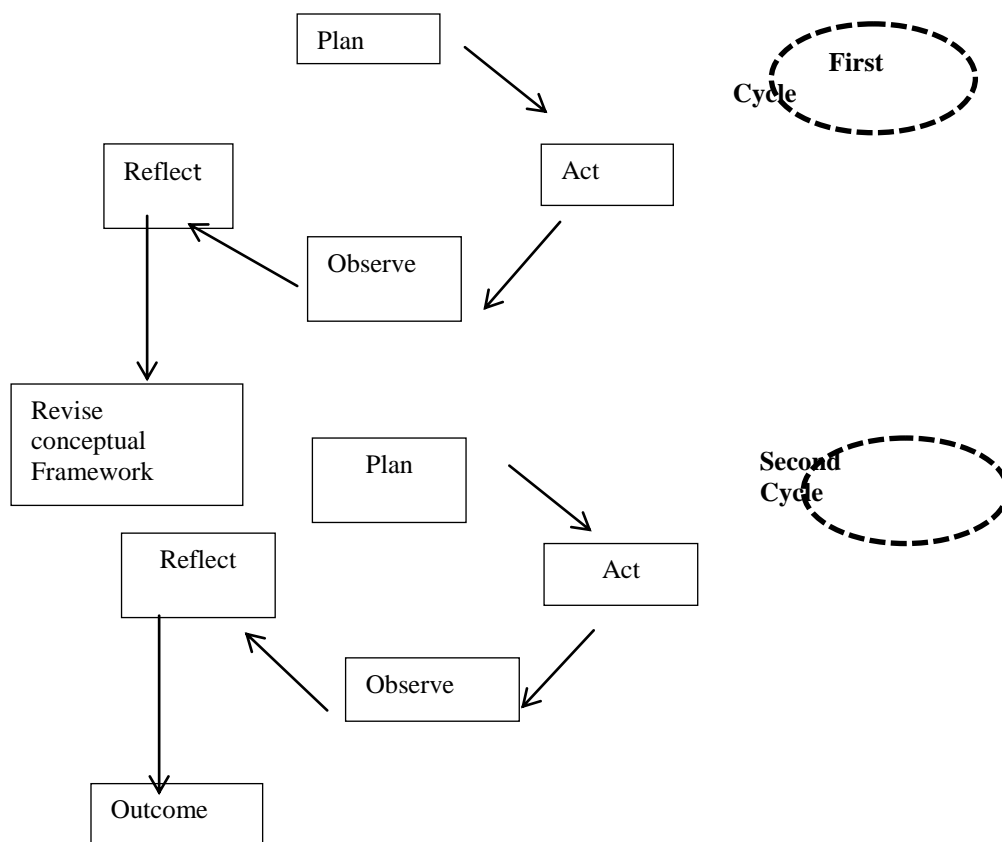 Plan
First
Cycle
Reflect
Act
Observe
Revise
conceptual
Framework
Plan
Second
Cycle
Reflect
Act
Observe
Outcome